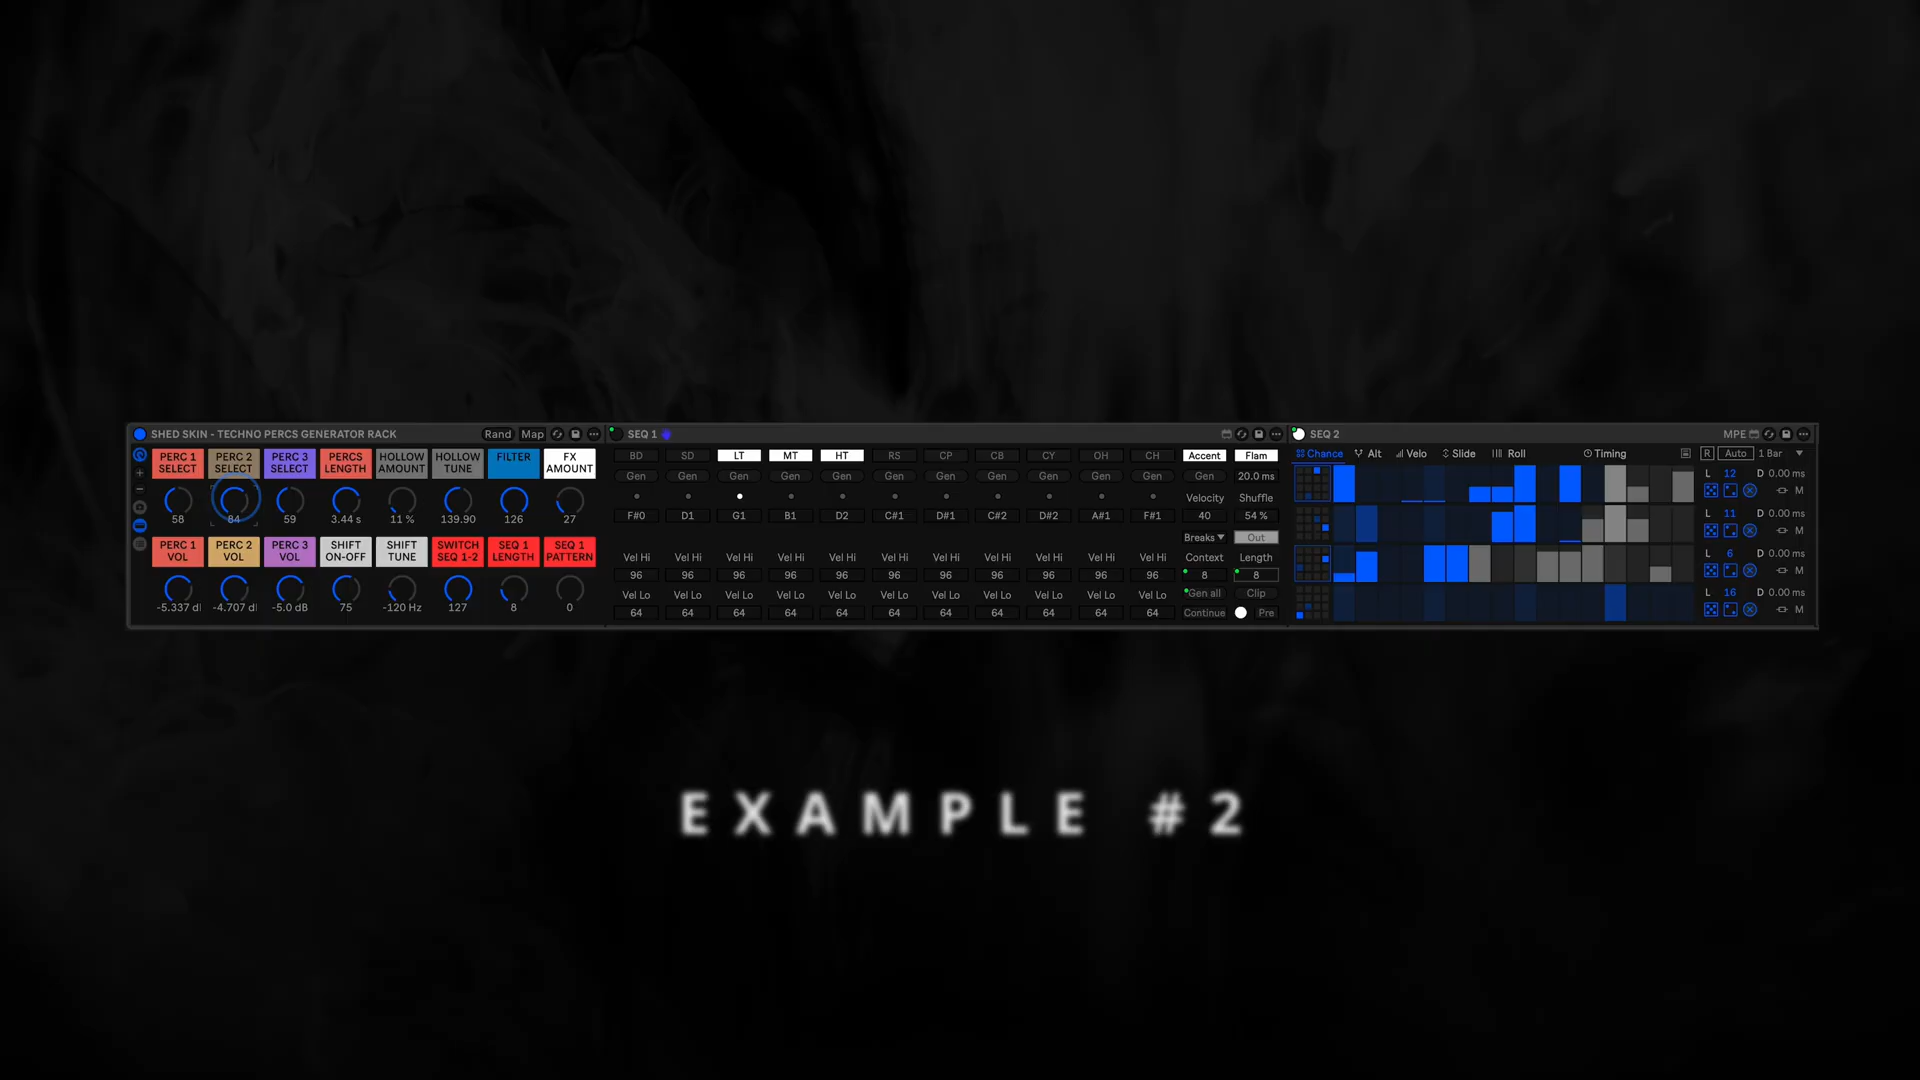 SHED SKIN - TECHNO PERCS GENERATOR RACK Rand Map SEQ 1 SEQ 2 MPE
PERC 1 SELECT PERC 2 SELECT PERC 3 SELECT PERCS LENGTH HOLLOW AMOUNT HOLLOW TUNE FILTER FX AMOUNT
58 84 59 3.44 s 11 % 139.90 126 27
PERC 1 VOL PERC 2 VOL PERC 3 VOL SHIFT ON-OFF SHIFT TUNE SWITCH SEQ 1-2 SEQ 1 LENGTH SEQ 1 PATTERN
-5.337 dB -4.707 dB -5.0 dB 75 -120 Hz 127 8 0
BD SD LT MT HT RS CP CB CY OH CH Accent Flam
Gen Gen Gen Gen Gen Gen Gen Gen Gen Gen Gen Gen 20.0 ms
Velocity Shuffle
F#0 D1 G1 B1 D2 C#1 D#1 C#2 D#2 A#1 F#1 40 54 %
Breaks Out
Vel Hi Vel Hi Vel Hi Vel Hi Vel Hi Vel Hi Vel Hi Vel Hi Vel Hi Vel Hi Vel Hi Context Length
96 96 96 96 96 96 96 96 96 96 96 8 8
Vel Lo Vel Lo Vel Lo Vel Lo Vel Lo Vel Lo Vel Lo Vel Lo Vel Lo Vel Lo Vel Lo Gen all Clip
64 64 64 64 64 64 64 64 64 64 64 Continue Pre
Chance Alt Velo Slide Roll Timing R Auto 1 Bar
L 12 D 0.00 ms
M
L 11 D 0.00 ms
M
L 6 D 0.00 ms
M
L 16 D 0.00 ms
M
EXAMPLE #2